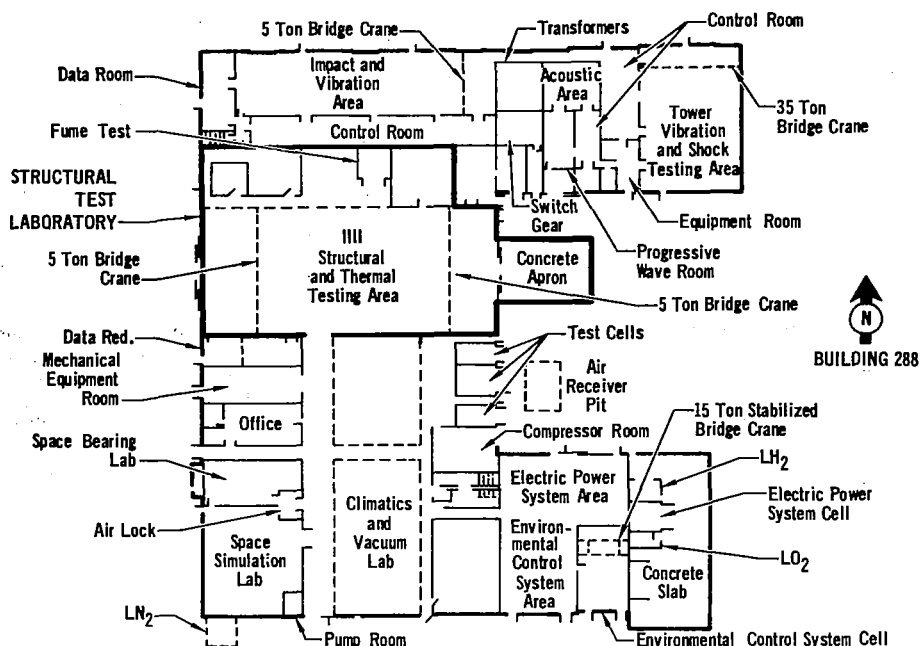 5 Ton Bridge Crane
Transformers
Control Room
Data Room
Impact and
Vibration
Area
Acoustic
Area
Fume Test
Control Room
35 Ton
Bridge Crane
Tower
Vibration
and Shock
Testing Area
STRUCTURAL
TEST
LABORATORY
Switch
Gear
Equipment Room
Progressive
Wave Room
5 Ton Bridge
Crane
Structural
and Thermal
Testing Area
Concrete
Apron
5 Ton Bridge Crane
N
BUILDING 288
Data Red.
Mechanical
Equipment
Room
Test Cells
Air
Receiver
Pit
Office
15 Ton Stabilized
Bridge Crane
Space Bearing
Lab
Compressor Room
LH2
Electric Power
System Area
Electric Power
System Cell
Air Lock
Climatics
and
Vacuum
Lab
Environ-
mental
Control
System
Area
Space
Simulation
Lab
LO2
Concrete
Slab
LN2
Pump Room
Environmental Control System Cell